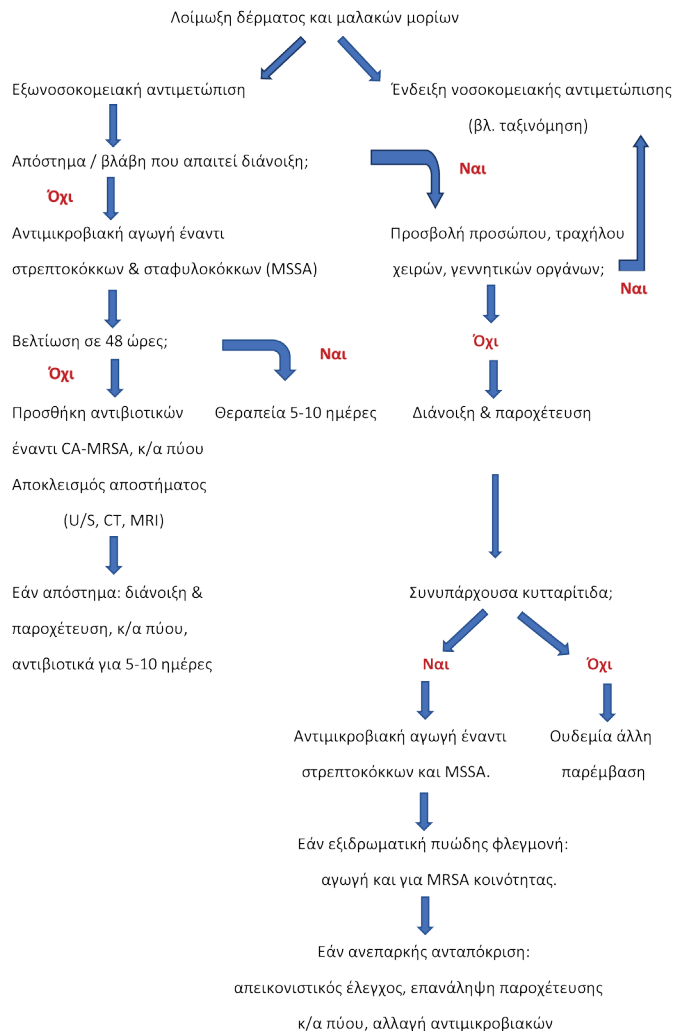 Λοίμωξη δέρματος και μαλακών μορίων
Εξωνοσοκομειακή αντιμετώπιση
Ένδειξη νοσοκομειακής αντιμετώπισης
(βλ. ταξινόμηση)
Απόστημα / βλάβη που απαιτεί διάνοιξη;
Ναι
Όχι
Αντιμικροβιακή αγωγή έναντι
στρεπτοκόκκων & σταφυλοκόκκων (MSSA)
Προσβολή προσώπου, τραχήλου
χειρών, γεννητικών οργάνων;
Ναι
Βελτίωση σε 48 ώρες;
Ναι
Όχι
Όχι
Προσθήκη αντιβιοτικών
έναντι CA-MRSA, κ/α πύου
Αποκλεισμός αποστήματος
(U/S, CT, MRI)
Θεραπεία 5-10 ημέρες
Διάνοιξη & παροχέτευση
Εάν απόστημα: διάνοιξη &
παροχέτευση, κ/α πύου,
αντιβιοτικά για 5-10 ημέρες
Συνυπάρχουσα κυτταρίτιδα;
Ναι
Όχι
Αντιμικροβιακή αγωγή έναντι
στρεπτοκόκκων και MSSA.
Ουδεμία άλλη
παρέμβαση
Εάν εξιδρωματική πυώδης φλεγμονή:
αγωγή και για MRSA κοινότητας.
Εάν ανεπαρκής ανταπόκριση:
απεικονιστικός έλεγχος, επανάληψη παροχέτευσης
κ/α πύου, αλλαγή αντιμικροβιακών